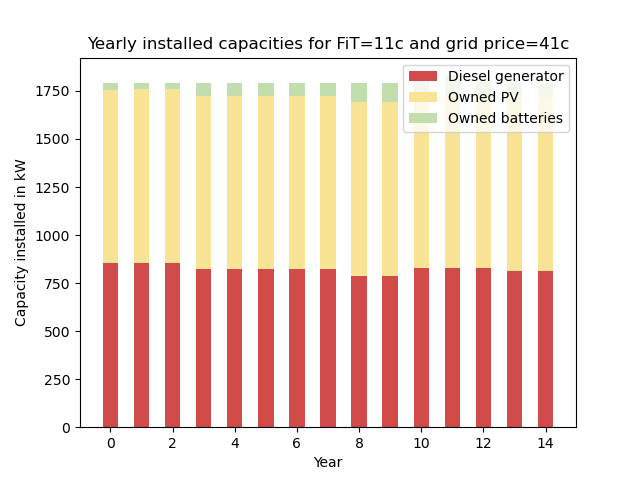 Yearly installed capacities for FiT=11c and grid price=41c
Diesel generator
Owned PV
Owned batteries
Capacity installed in kW
1750
1500
1250
1000
750
500
250
0
0 2 4 6 8 10 12 14
Year